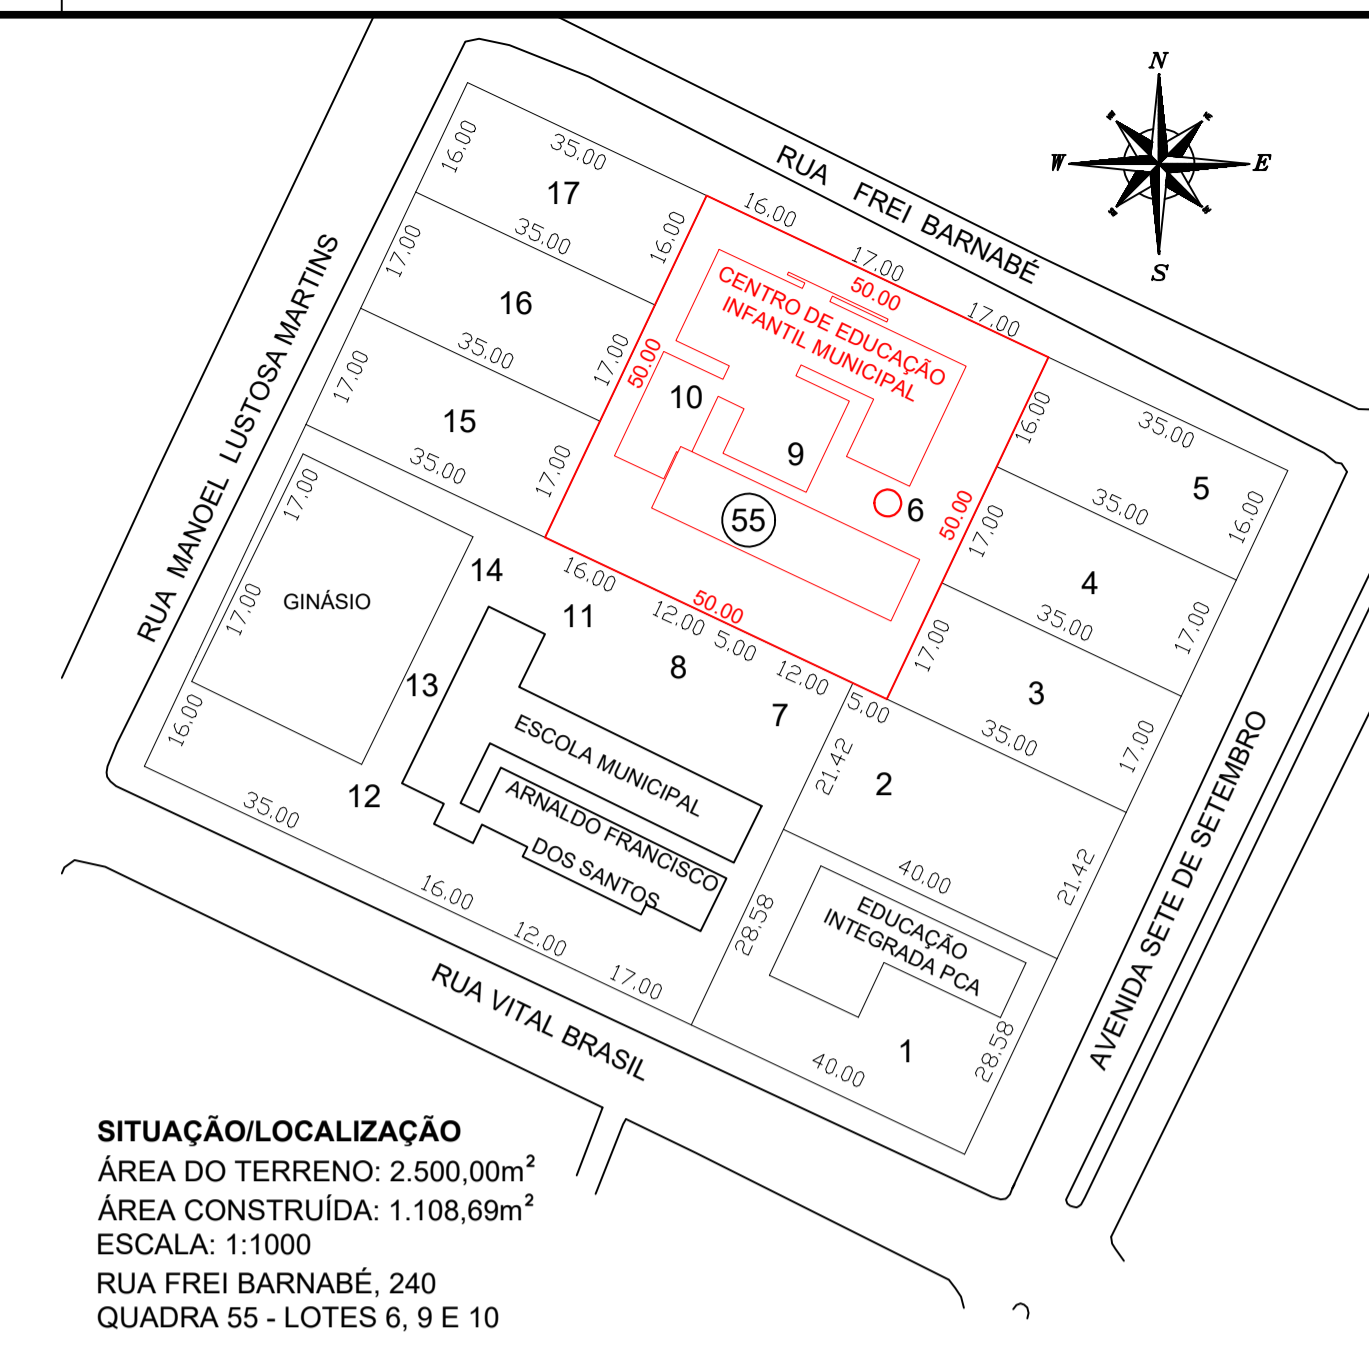 N
W
E
S
RUA FREI BARNABÉ
RUA MANOEL LUSTOSA MARTINS
AVENIDA SETE DE SETEMBRO
RUA VITAL BRASIL
16.00
35.00
17
16.00
17.00
35.00
16
17.00
17.00
35.00
15
17.00
35.00
16.00
17.00
17.00
50.00
CENTRO DE EDUCAÇÃO
INFANTIL MUNICIPAL
50.00
10
9
6
55
50.00
50.00
16.00
35.00
5
16.00
17.00
35.00
4
17.00
17.00
35.00
3
17.00
35.00
16.00
12.00
5.00
12.00
5.00
17.00
17.00
16.00
GINÁSIO
14
11
8
7
13
12
ESCOLA MUNICIPAL
ARNALDO FRANCISCO
DOS SANTOS
21.42
2
21.42
40.00
28.58
EDUCAÇÃO
INTEGRADA PCA
28.58
1
40.00
35.00
16.00
12.00
17.00
SITUAÇÃO/LOCALIZAÇÃO
ÁREA DO TERRENO: 2.500,00m²
ÁREA CONSTRUÍDA: 1.108,69m²
ESCALA: 1:1000
RUA FREI BARNABÉ, 240
QUADRA 55 - LOTES 6, 9 E 10